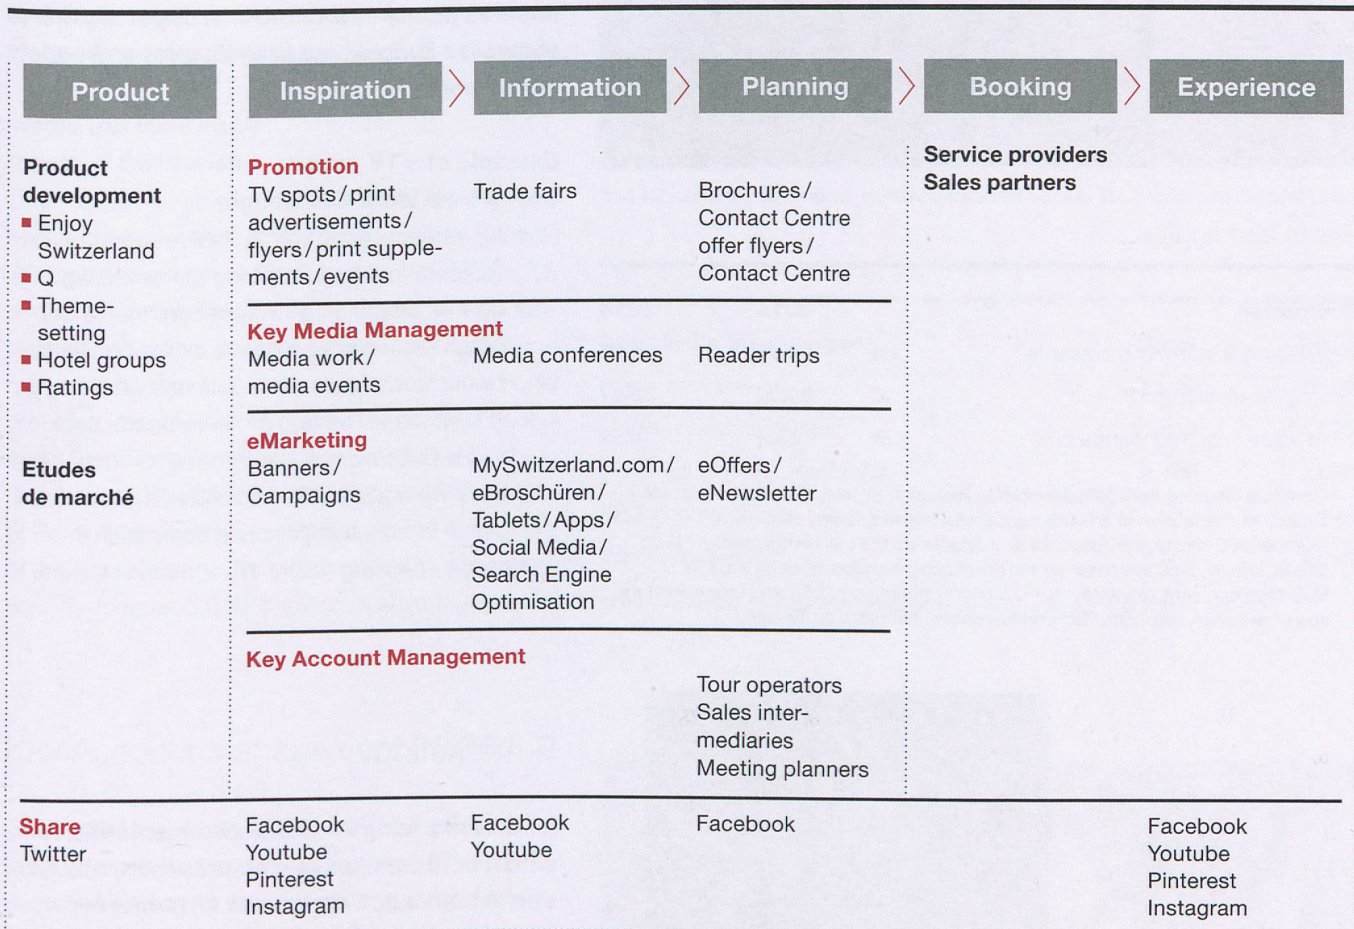 Product
Inspiration
Information
Planning
Booking
Experience
Product
development
Enjoy
Switzerland
Q
Theme-
setting
Hotel groups
Ratings
Etudes
de marché
Promotion
TV spots/print
advertisements/
flyers/print supple-
ments/events
Trade fairs
Brochures/
Contact Centre
offer flyers/
Contact Centre
Service providers
Sales partners
Key Media Management
Media work/
media events
Media conferences
Reader trips
eMarketing
Banners/
Campaigns
MySwitzerland.com/
eBroschüren/
Tablets/Apps/
Social Media/
Search Engine
Optimisation
eOffers/
eNewsletter
Key Account Management
Tour operators
Sales inter-
mediaries
Meeting planners
Share
Twitter
Facebook
Youtube
Pinterest
Instagram
Facebook
Youtube
Facebook
Facebook
Youtube
Pinterest
Instagram